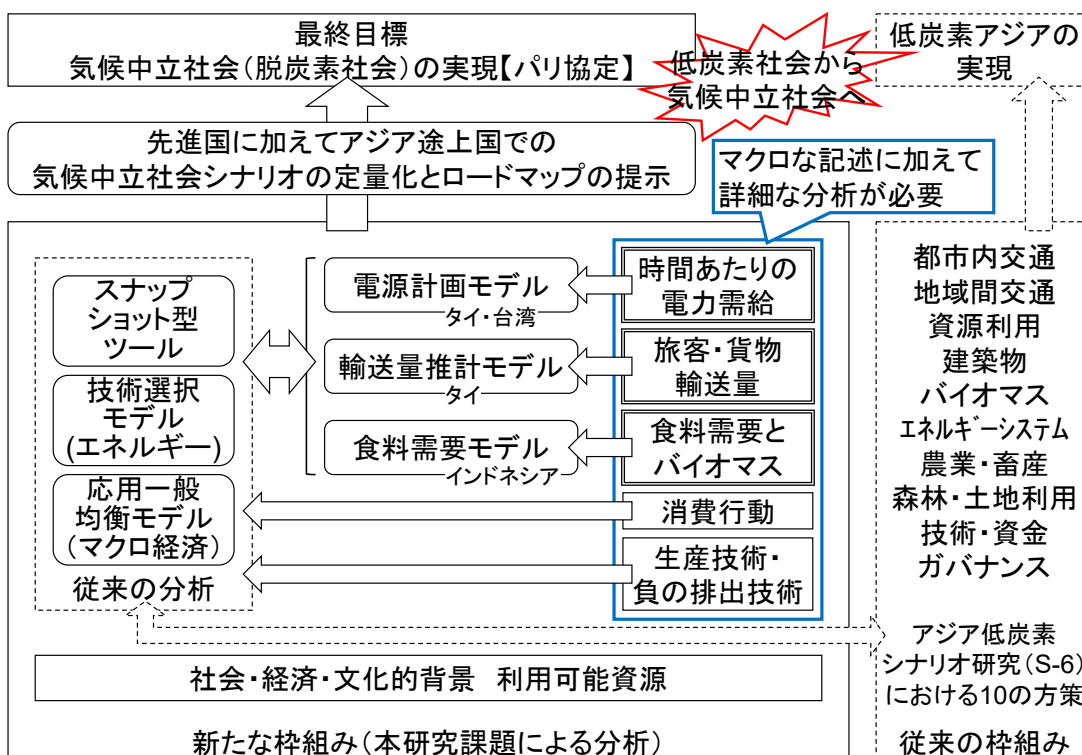 最終目標
気候中立社会(脱炭素社会)の実現【パリ協定】
低炭素社会から
気候中立社会へ
低炭素アジアの
実現
先進国に加えてアジア途上国での
気候中立社会シナリオの定量化とロードマップの提示
マクロな記述に加えて
詳細な分析が必要
スナップ
ショット型
ツール
技術選択
モデル
(エネルギー)
応用一般
均衡モデル
(マクロ経済)
従来の分析
電源計画モデル
タイ・台湾
輸送量推計モデル
タイ
食料需要モデル
インドネシア
時間あたりの
電力需給
旅客・貨物
輸送量
食料需要と
バイオマス
消費行動
生産技術・
負の排出技術
都市内交通
地域間交通
資源利用
建築物
バイオマス
エネルギーシステム
農業・畜産
森林・土地利用
技術・資金
ガバナンス
アジア低炭素
シナリオ研究(S-6)
における10の方策
従来の枠組み
社会・経済・文化的背景 利用可能資源
新たな枠組み(本研究課題による分析)